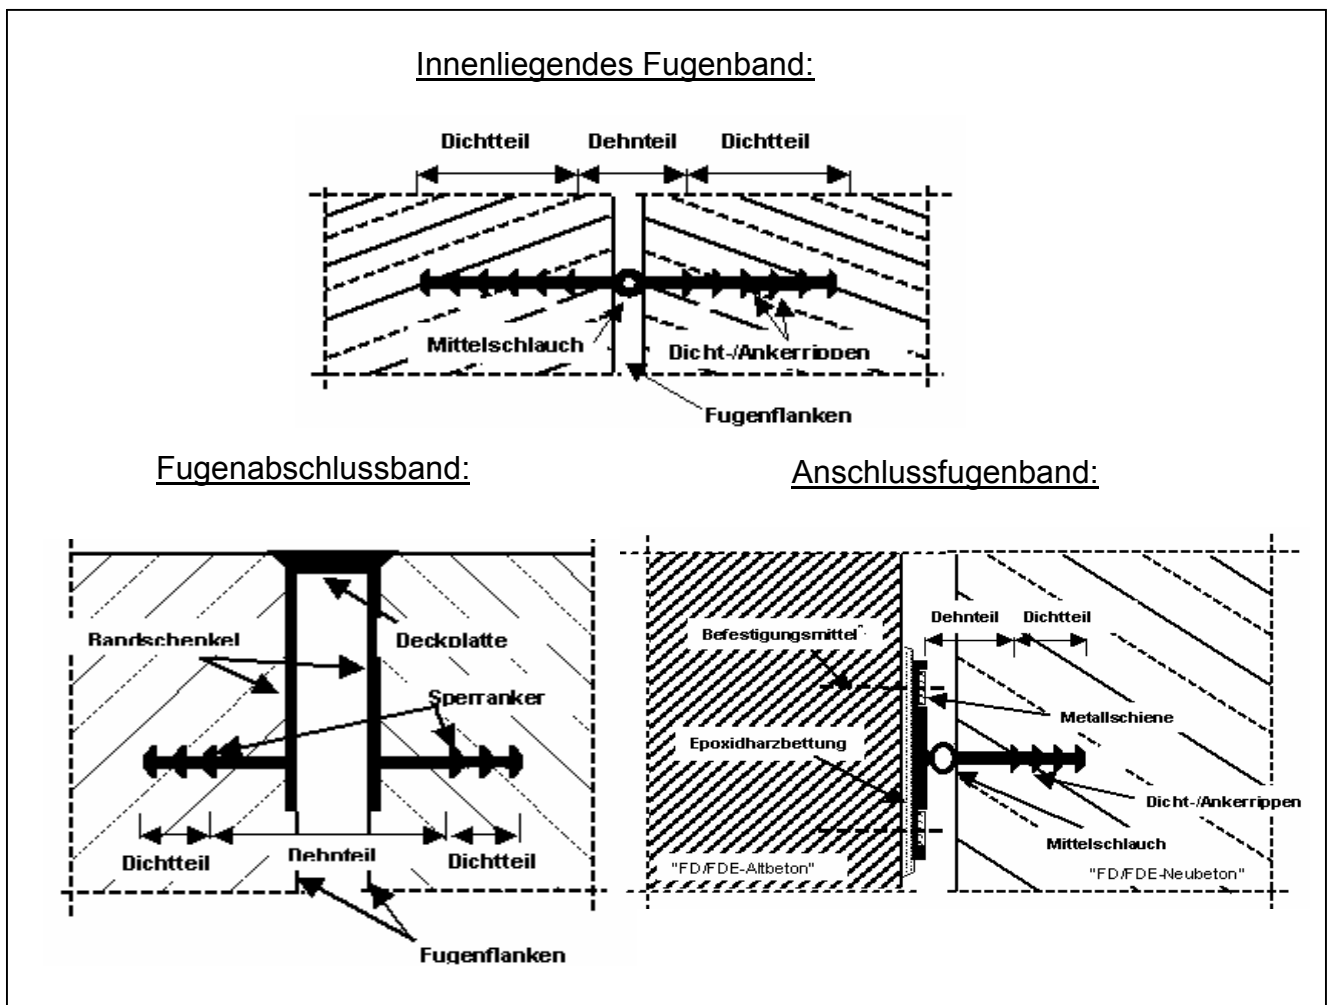 Innenliegendes Fugenband:
Dichtteil Dehnteil Dichtteil
Mittelschlauch
Dicht-/Ankerrippen
Fugenflanken
Fugenabschlussband:
Randschenkel
Deckplatte
Sperranker
Dichtteil Dehnteil Dichtteil
Fugenflanken
Anschlussfugenband:
Dehnteil Dichtteil
Befestigungsmittel
Metallschiene
Epoxidharzbettung
Dicht-/Ankerrippen
Mittelschlauch
"FD/FDE-Altbeton"
"FD/FDE-Neubeton"